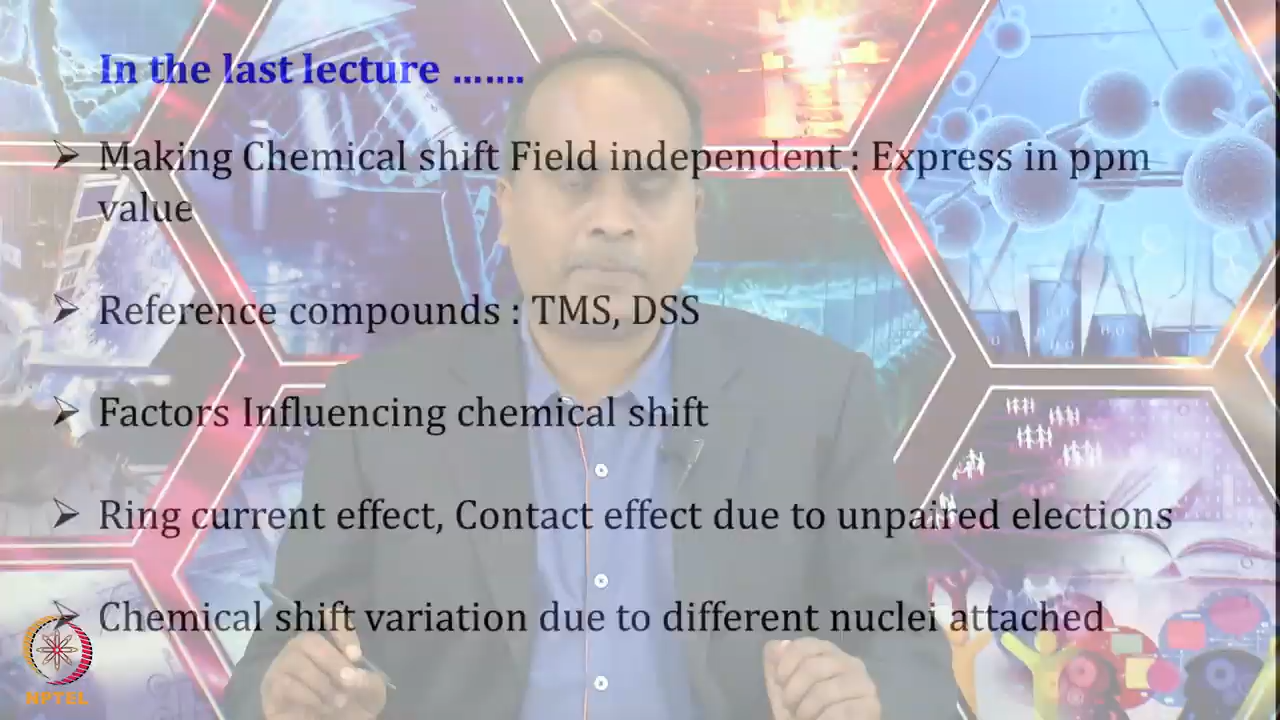 In the last lecture …….
➢ Making Chemical shift Field independent : Express in ppm
value
➢ Reference compounds : TMS, DSS
➢ Factors Influencing chemical shift
➢ Ring current effect, Contact effect due to unpaired elections
➢ Chemical shift variation due to different nuclei attached
NPTEL